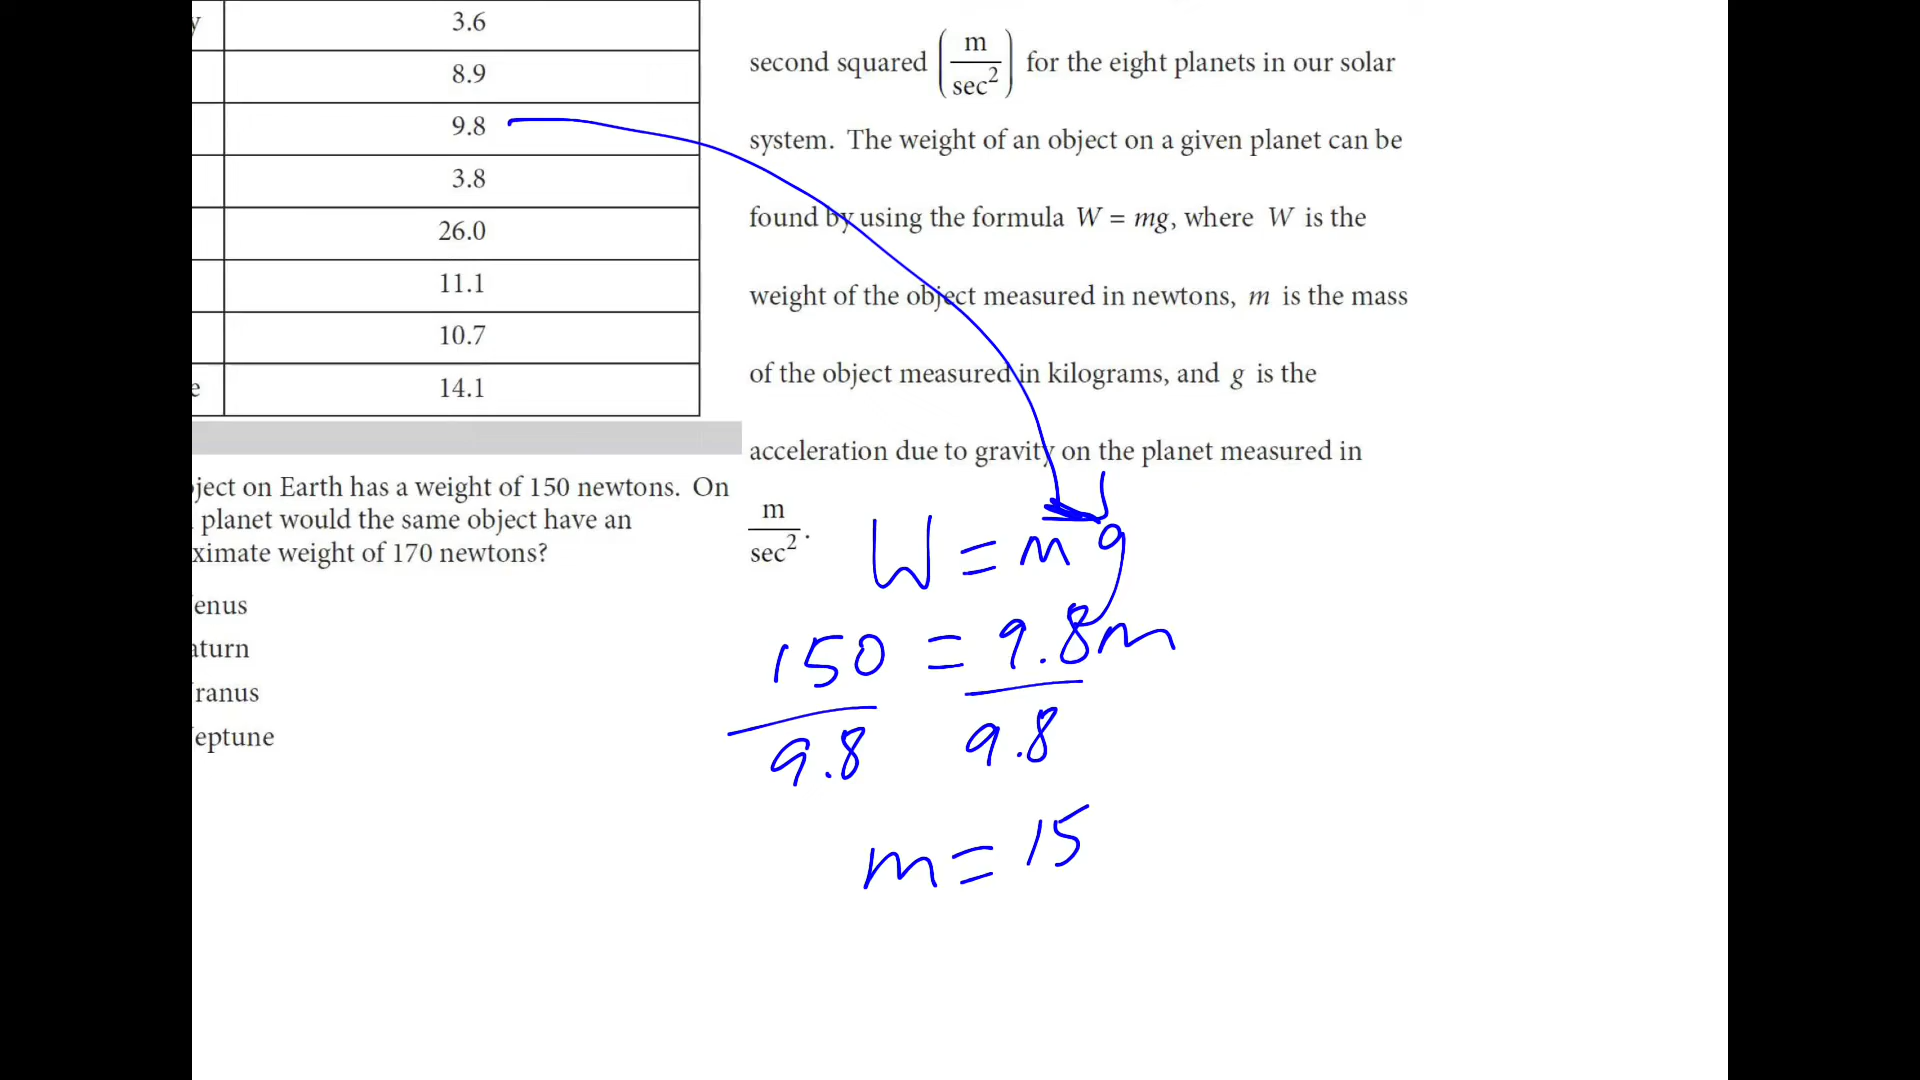 y 3.6
8.9
9.8
3.8
26.0
11.1
10.7
e 14.1
ject on Earth has a weight of 150 newtons. On
planet would the same object have an
ximate weight of 170 newtons?
enus
aturn
ranus
eptune
second squared (m/sec²) for the eight planets in our solar
system. The weight of an object on a given planet can be
found by using the formula W = mg, where W is the
weight of the object measured in newtons, m is the mass
of the object measured in kilograms, and g is the
acceleration due to gravity on the planet measured in
m/sec².
W = mg
150 = 9.8m
9.8 9.8
m = 15